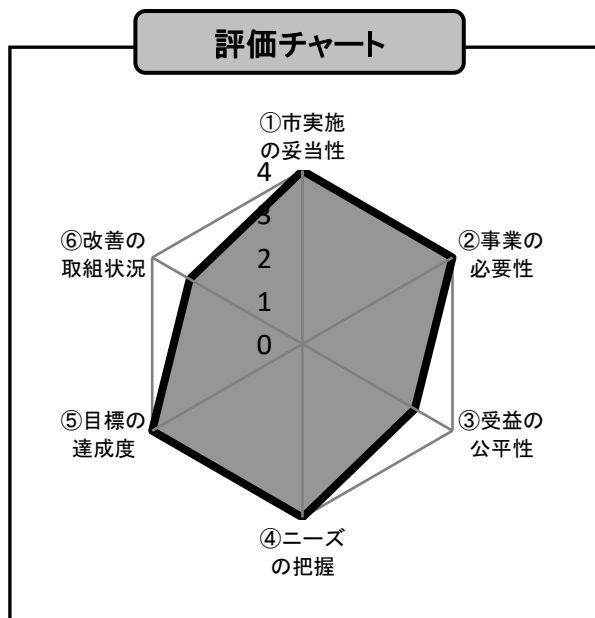 評価チャート
①市実施
の妥当性
4
3
2
1
0
②事業の
必要性
③受益の
公平性
④ニーズ
の把握
⑤目標の
達成度
⑥改善の
取組状況